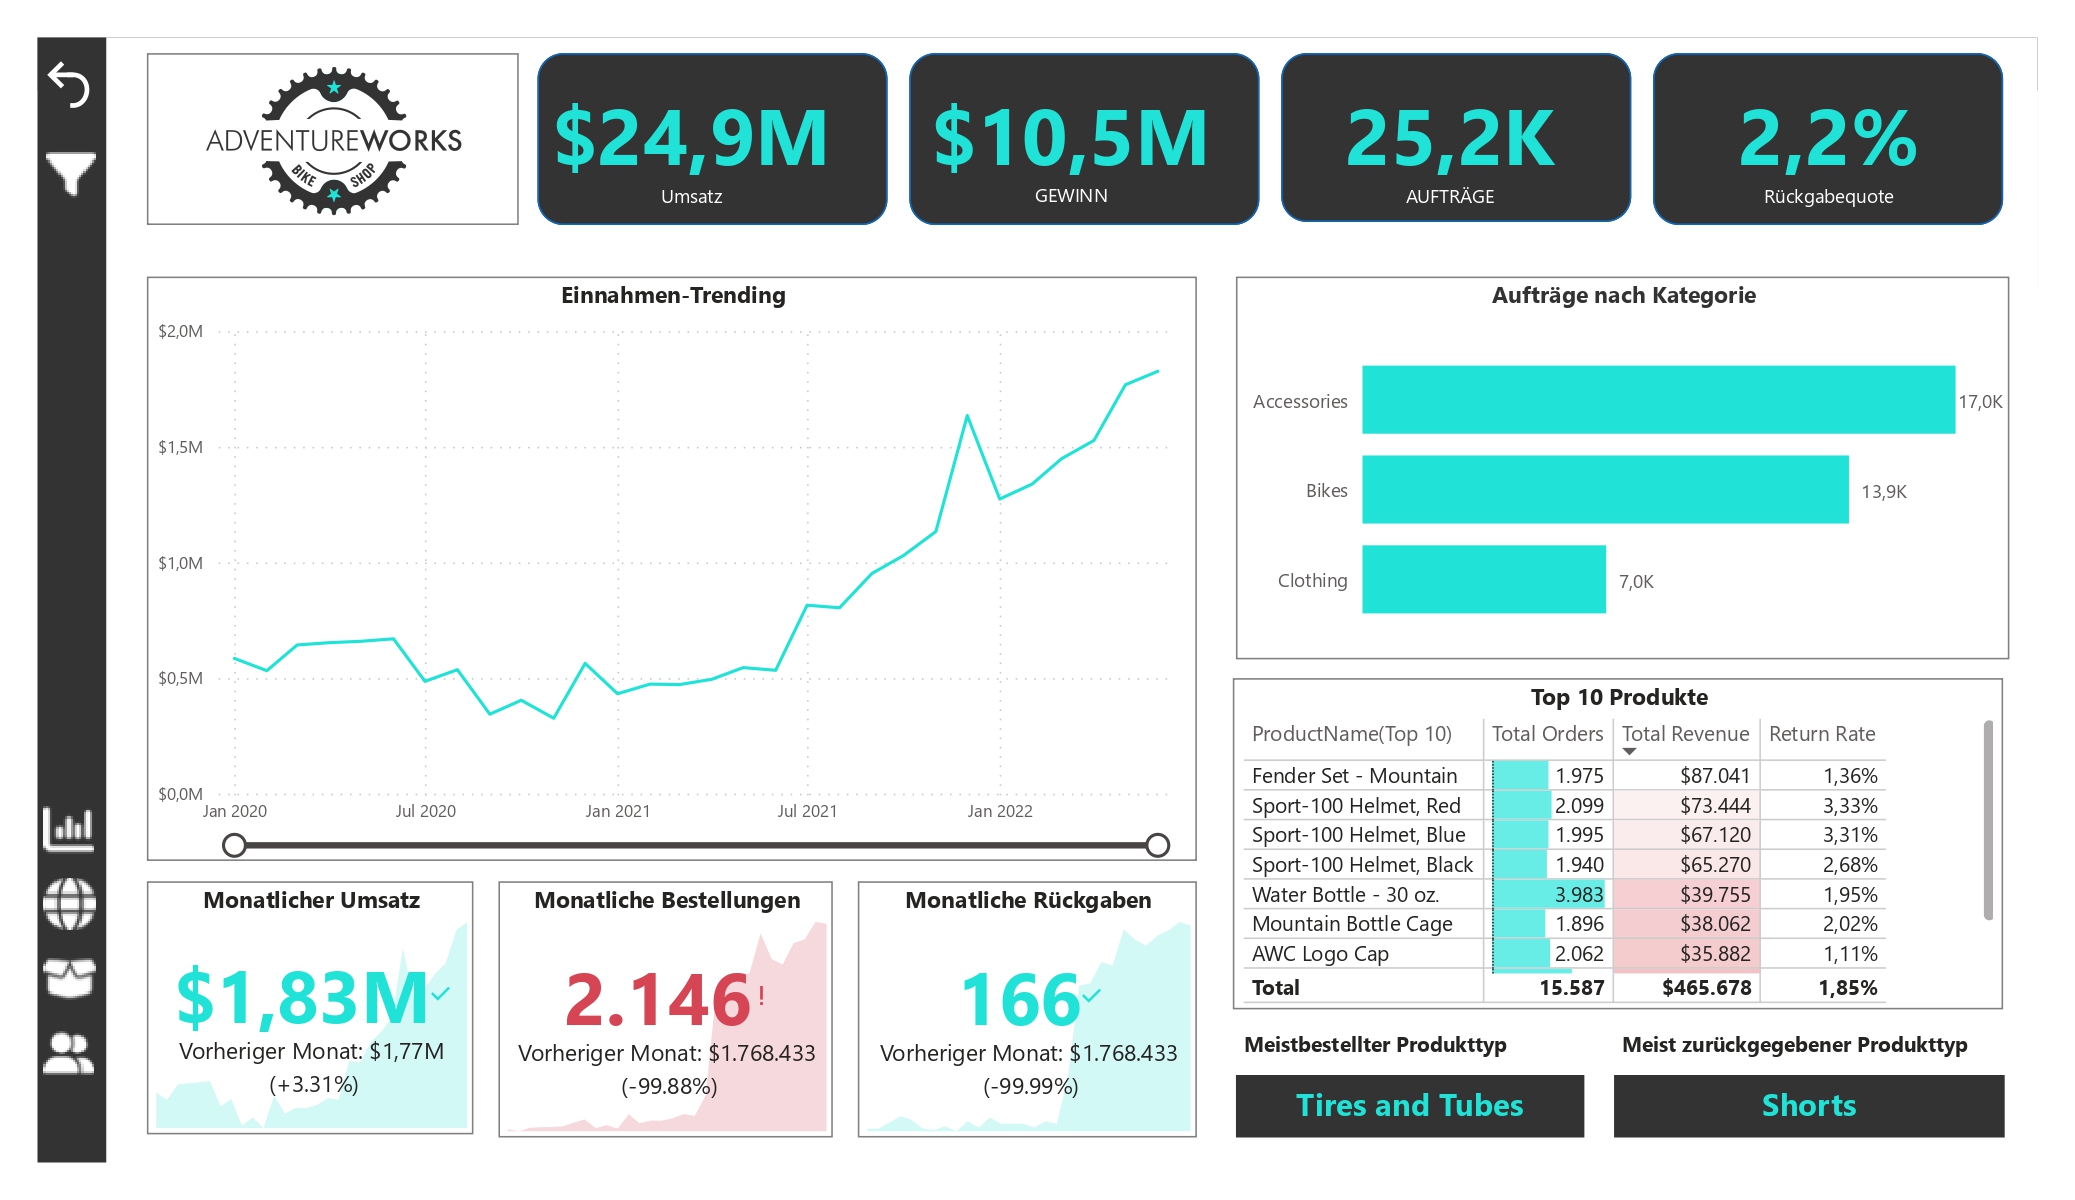 ADVENTUREWORKS
BIKE SHOP
$24,9M
Umsatz
$10,5M
GEWINN
25,2K
AUFTRÄGE
2,2%
Rückgabequote
Einnahmen-Trending
$2,0M
$1,5M
$1,0M
$0,5M
$0,0M
Jan 2020 Jul 2020 Jan 2021 Jul 2021 Jan 2022
Aufträge nach Kategorie
Accessories 17,0K
Bikes 13,9K
Clothing 7,0K
Top 10 Produkte
ProductName(Top 10) Total Orders Total Revenue Return Rate
Fender Set - Mountain 1.975 $87.041 1,36%
Sport-100 Helmet, Red 2.099 $73.444 3,33%
Sport-100 Helmet, Blue 1.995 $67.120 3,31%
Sport-100 Helmet, Black 1.940 $65.270 2,68%
Water Bottle - 30 oz. 3.983 $39.755 1,95%
Mountain Bottle Cage 1.896 $38.062 2,02%
AWC Logo Cap 2.062 $35.882 1,11%
Total 15.587 $465.678 1,85%
Monatlicher Umsatz
$1,83M
Vorheriger Monat: $1,77M
(+3.31%)
Monatliche Bestellungen
2.146!
Vorheriger Monat: $1.768.433
(-99.88%)
Monatliche Rückgaben
166
Vorheriger Monat: $1.768.433
(-99.99%)
Meistbestellter Produkttyp
Tires and Tubes
Meist zurückgegebener Produkttyp
Shorts